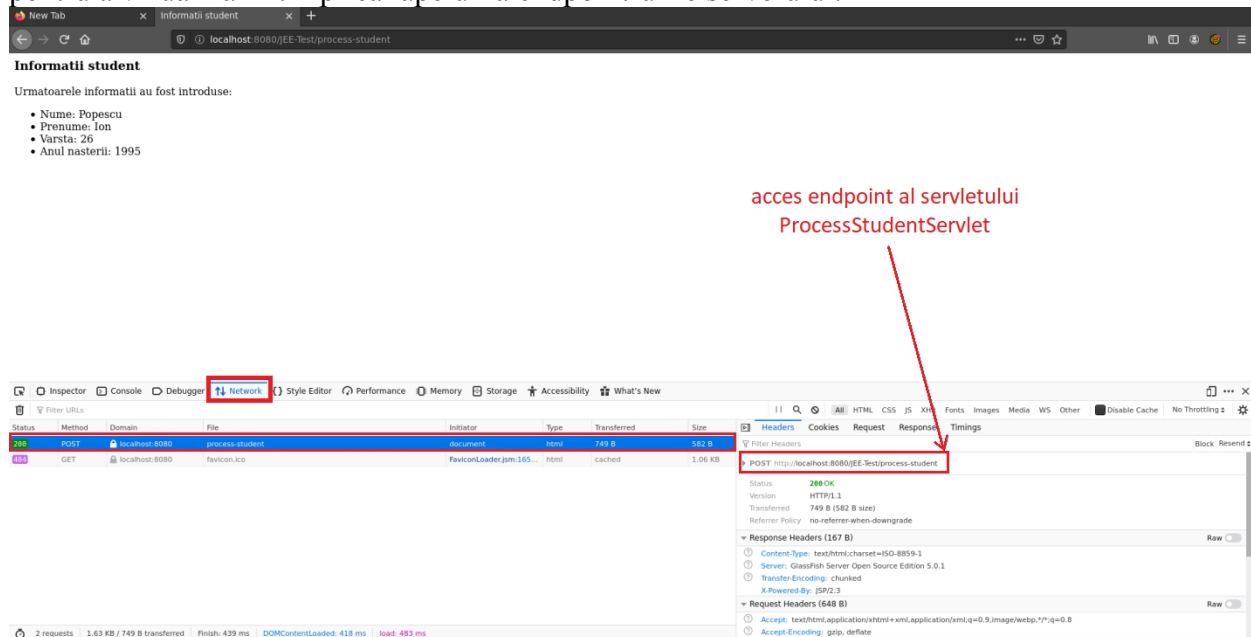 New Tab
Informatii student
localhost:8080/JEE-Test/process-student
Informatii student
Urmatoarele informatii au fost introduse:
• Nume: Popescu
• Prenume: Ion
• Varsta: 26
• Anul nasterii: 1995
acces endpoint al servletului
ProcessStudentServlet
Inspector Console Debugger Network Style Editor Performance Memory Storage Accessibility What's New
Filter URLs
All HTML CSS JS XHR Fonts Images Media WS Other Disable Cache No Throttling
Status Method Domain File Initiator Type Transferred Size
200 POST localhost:8080 process-student document html 749 B 582 B
404 GET localhost:8080 favicon.ico FaviconLoader.jsm:165... html cached 1.06 KB
Headers Cookies Request Response Timings
Filter Headers
Block Resend
POST http://localhost:8080/JEE-Test/process-student
Status 200 OK
Version HTTP/1.1
Transferred 749 B (582 B size)
Referrer Policy no-referrer-when-downgrade
Response Headers (167 B) Raw
Content-Type: text/html;charset=ISO-8859-1
Server: GlassFish Server Open Source Edition 5.0.1
Transfer-Encoding: chunked
X-Powered-By: JSP/2.3
Request Headers (648 B) Raw
Accept: text/html,application/xhtml+xml,application/xml;q=0.9,image/webp,*/*;q=0.8
Accept-Encoding: gzip, deflate
2 requests 1.63 KB / 749 B transferred Finish: 439 ms DOMContentLoaded: 418 ms load: 483 ms